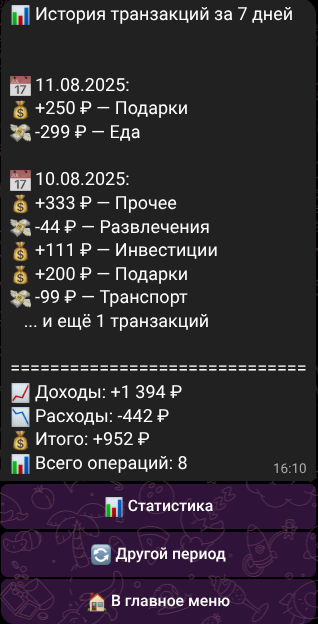 📊 История транзакций за 7 дней
📅 11.08.2025:
💰 +250 ₽ — Подарки
💸 -299 ₽ — Еда
📅 10.08.2025:
💰 +333 ₽ — Прочее
💸 -44 ₽ — Развлечения
💰 +111 ₽ — Инвестиции
💰 +200 ₽ — Подарки
💸 -99 ₽ — Транспорт
... и ещё 1 транзакций
==============================
📈 Доходы: +1 394 ₽
📉 Расходы: -442 ₽
💰 Итого: +952 ₽
📊 Всего операций: 8
16:10
📊 Статистика
🔄 Другой период
🏠 В главное меню